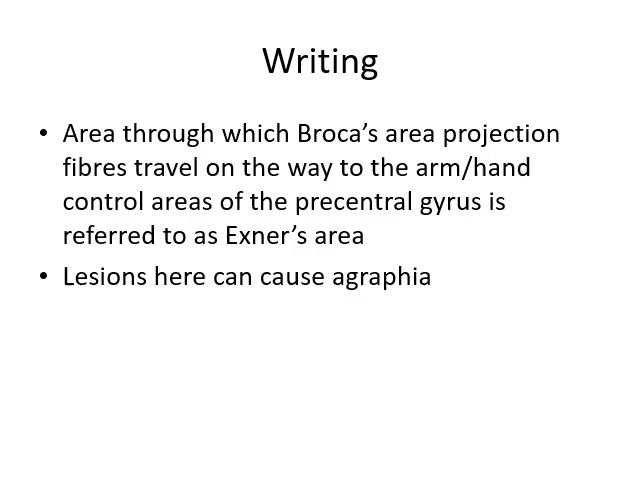 Writing
• Area through which Broca’s area projection
fibres travel on the way to the arm/hand
control areas of the precentral gyrus is
referred to as Exner’s area
• Lesions here can cause agraphia